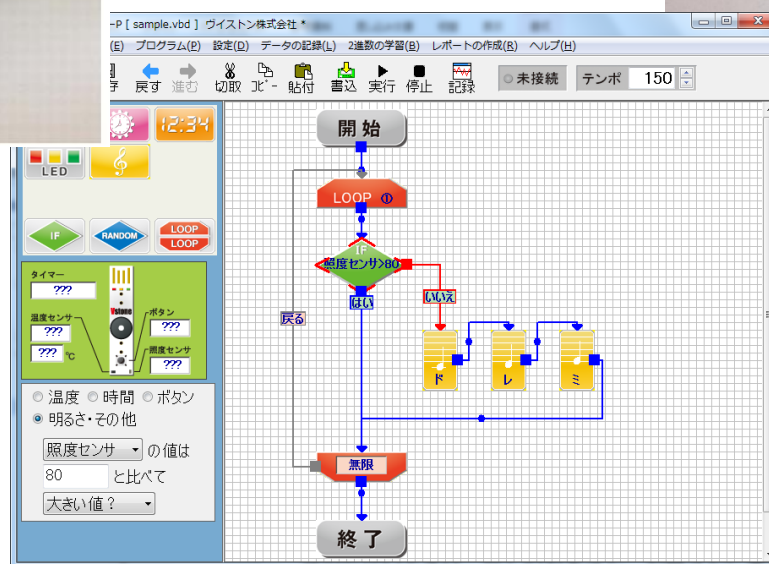 -P [ sample.vbd ] ヴイストン株式会社 *
(E) プログラム(P) 設定(D) データの記録(L) 2進数の学習(B) レポートの作成(R) ヘルプ(H)
存 戻す 進む 切取 コピー 貼付 書込 実行 停止 記録 未接続 テンポ 150
12:34
LED
IF RANDOM LOOP
LOOP
タイマー
???
Vstone
温度センサ
???
??? ℃
ボタン
???
照度センサ
???
温度 時間 ボタン
明るさ・その他
照度センサ の値は
80 と比べて
大きい値?
開始
LOOP ①
IF
照度センサ>80
はい
いいえ
戻る
ド レ ミ
無限
終了